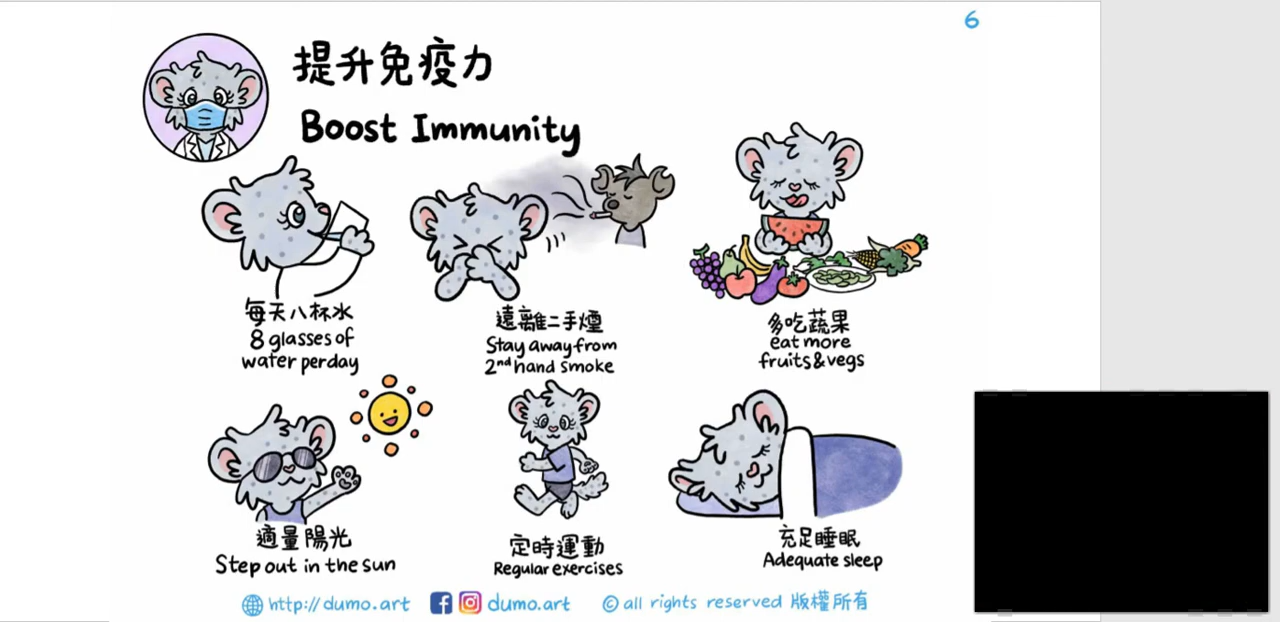 6
提升免疫力
Boost Immunity
每天八杯水
8 glasses of
water per day
遠離二手煙
Stay away from
2nd hand smoke
多吃蔬果
eat more
fruits & vegs
適量陽光
Step out in the sun
定時運動
Regular exercises
充足睡眠
Adequate sleep
http://dumo.art dumo.art © all rights reserved 版權所有